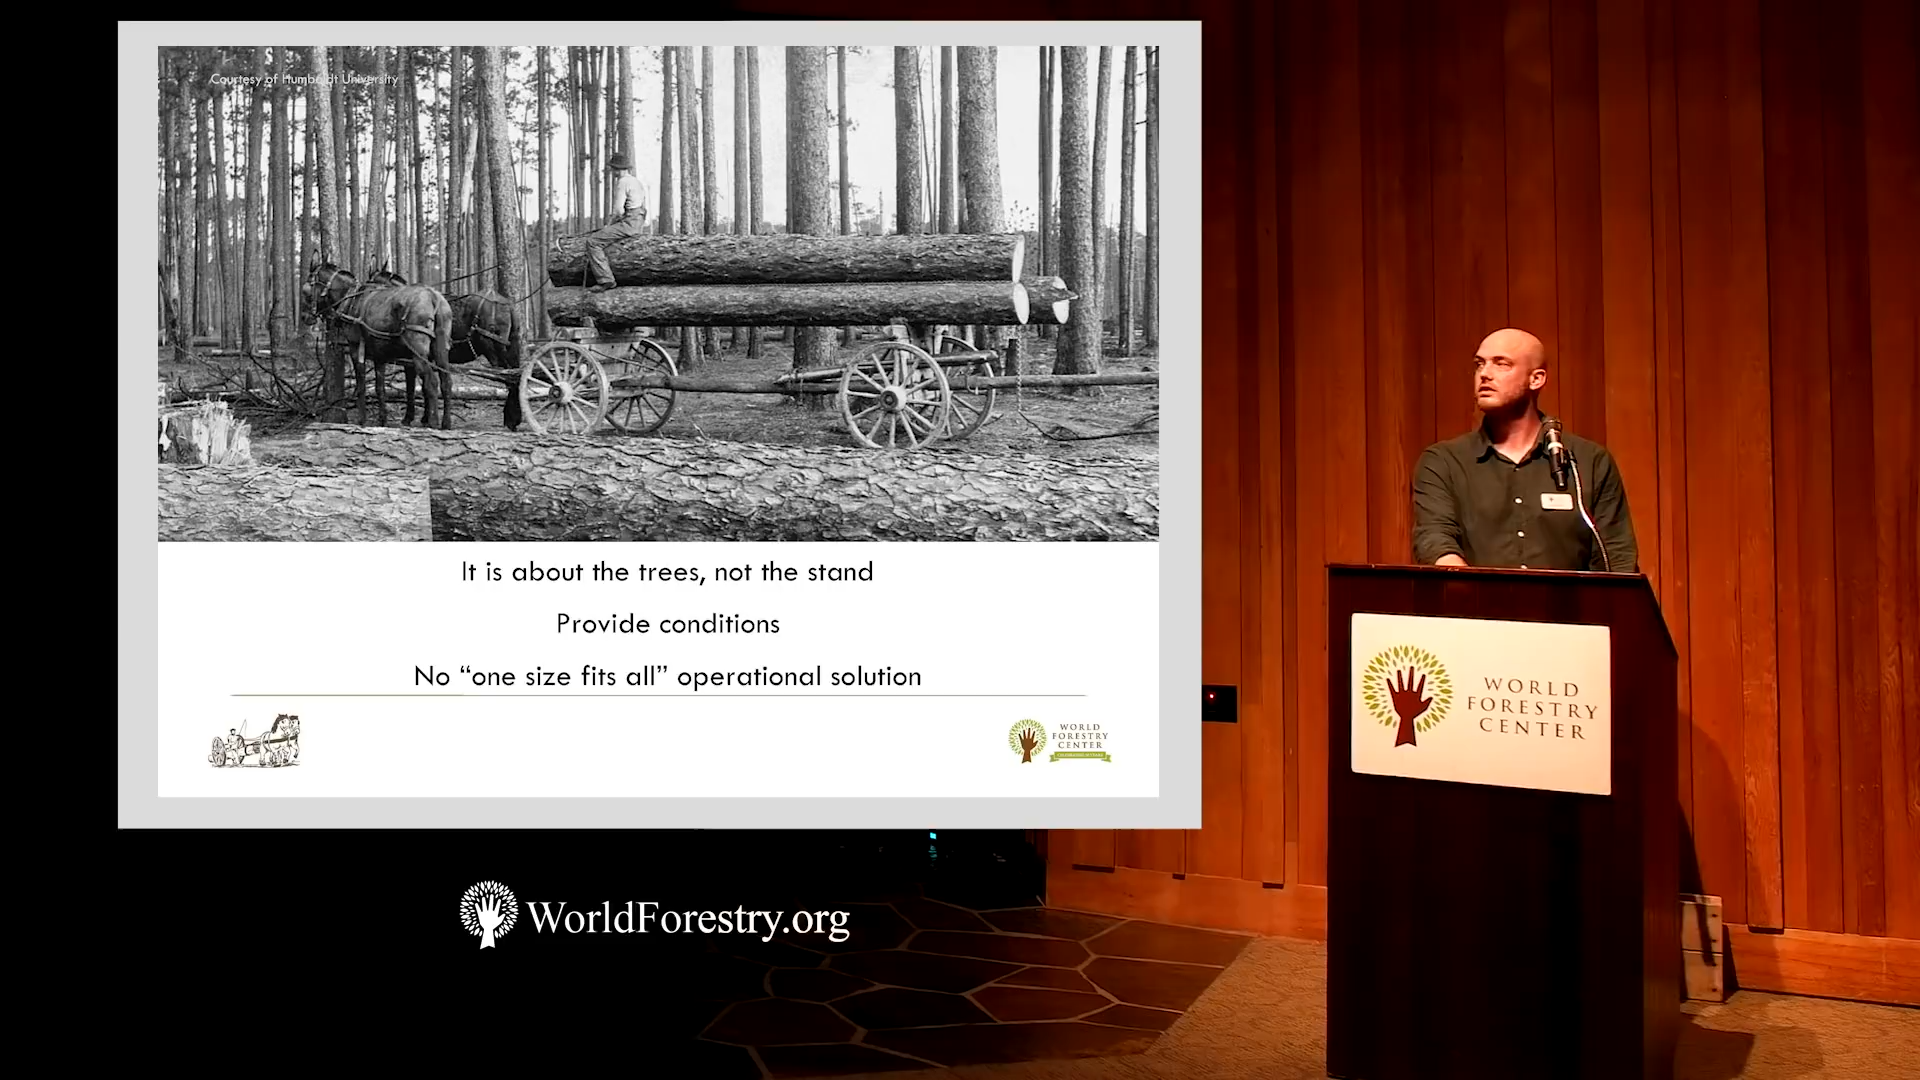 Courtesy of Humboldt University
It is about the trees, not the stand
Provide conditions
No “one size fits all” operational solution
WORLD
FORESTRY
CENTER
WorldForestry.org
WORLD
FORESTRY
CENTER